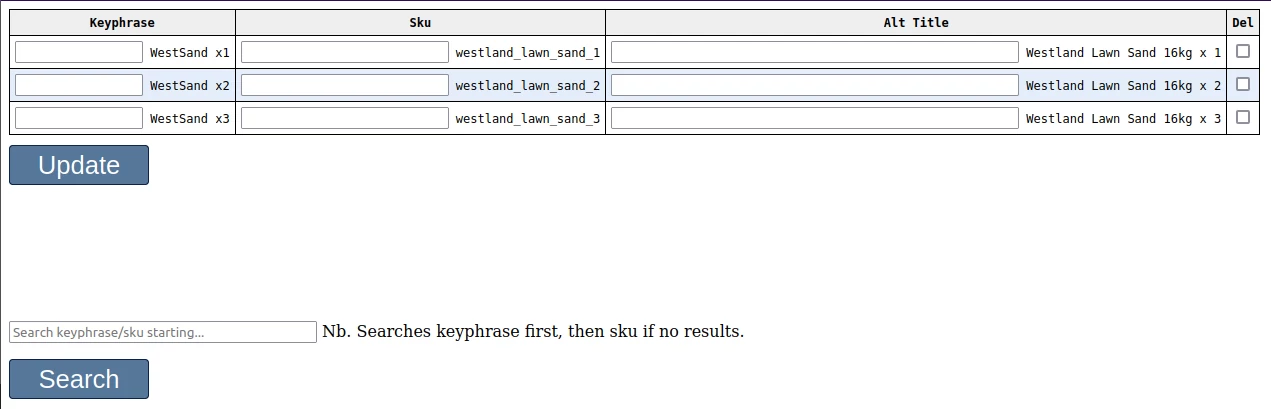 Keyphrase Sku Alt Title Del
WestSand x1 westland_lawn_sand_1 Westland Lawn Sand 16kg x 1
WestSand x2 westland_lawn_sand_2 Westland Lawn Sand 16kg x 2
WestSand x3 westland_lawn_sand_3 Westland Lawn Sand 16kg x 3
Update
Search keyphrase/sku starting... Nb. Searches keyphrase first, then sku if no results.
Search